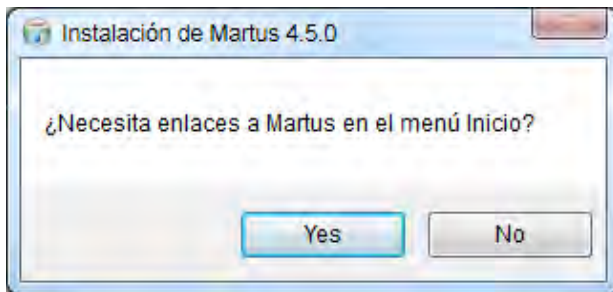 Instalación de Martus 4.5.0
¿Necesita enlaces a Martus en el menú Inicio?
Yes
No